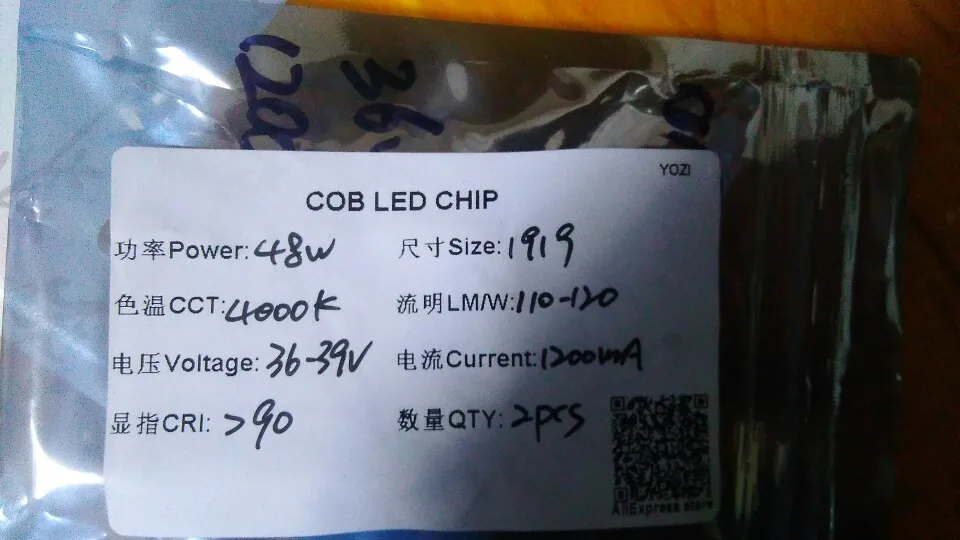 120
36
YOZI
COB LED CHIP
功率Power: 48W 尺寸Size: 1919
色温CCT: 4000K 流明LM/W: 110-120
电压Voltage: 36-39V 电流Current: 1200mA
显指CRI: >90 数量QTY: 2pcs
AliExpress store